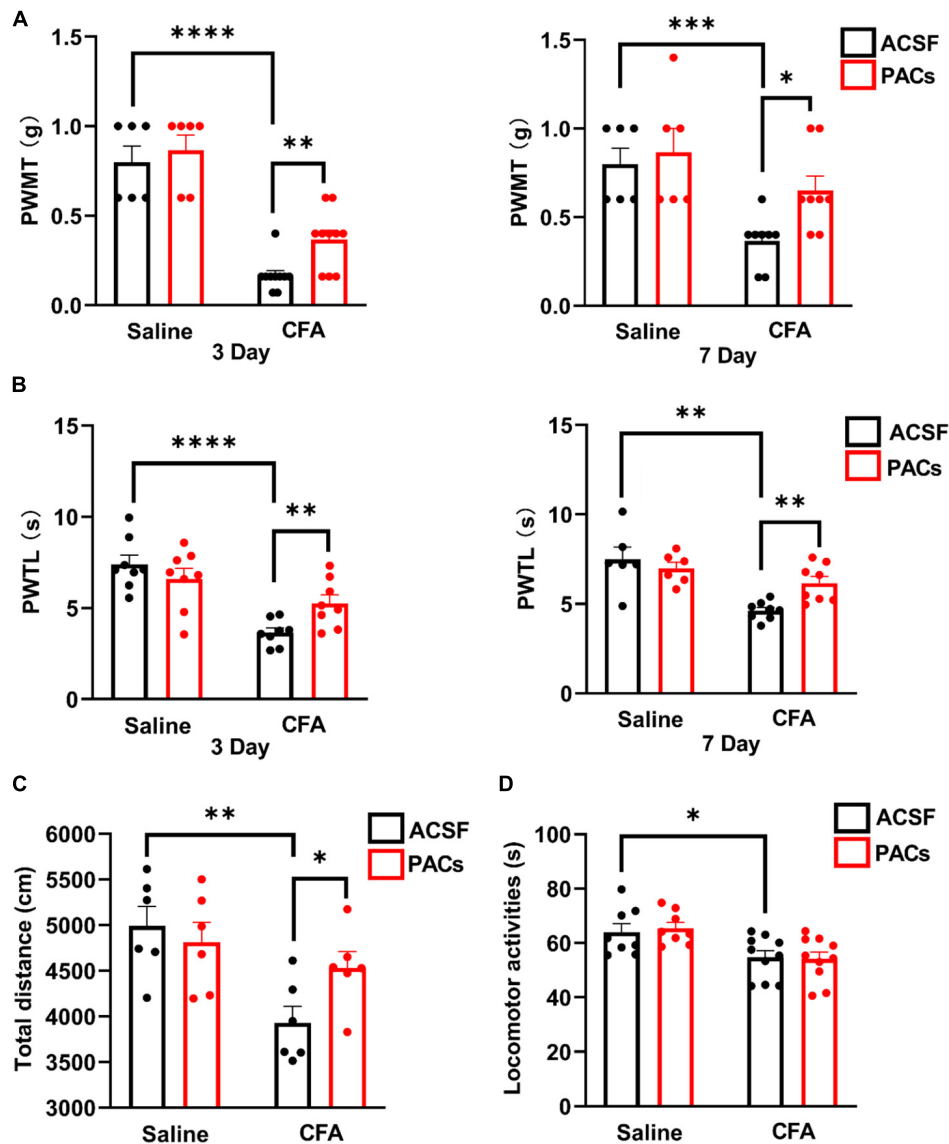 A
PWMT (g)
1.5
1.0
0.5
0.0
****
**
Saline
CFA
3 Day
PWMT (g)
1.5
1.0
0.5
0.0
***
*
Saline
CFA
7 Day
ACSF
PACs
B
PWTL (s)
15
10
5
0
****
**
Saline
CFA
3 Day
PWTL (s)
15
10
5
0
**
**
Saline
CFA
7 Day
ACSF
PACs
C
Total distance (cm)
6000
5500
5000
4500
4000
3500
3000
**
*
Saline
CFA
ACSF
PACs
D
Locomotor activities (s)
100
80
60
40
20
0
*
Saline
CFA
ACSF
PACs